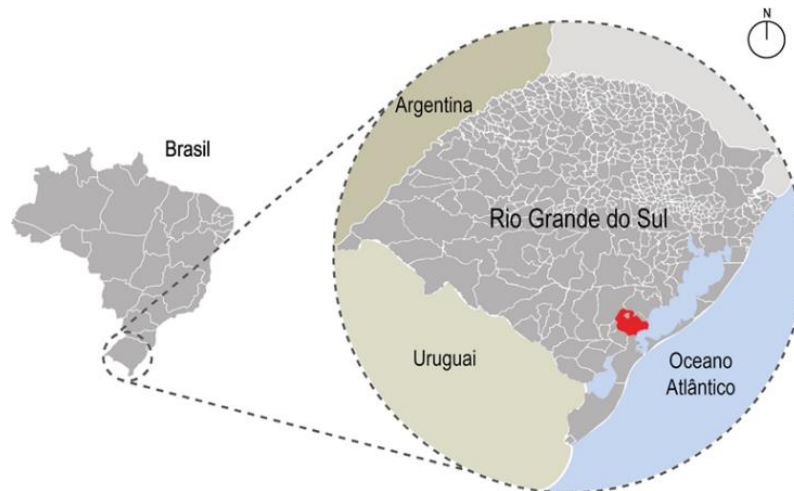 N
Argentina
Brasil
Rio Grande do Sul
Uruguai
Oceano
Atlântico